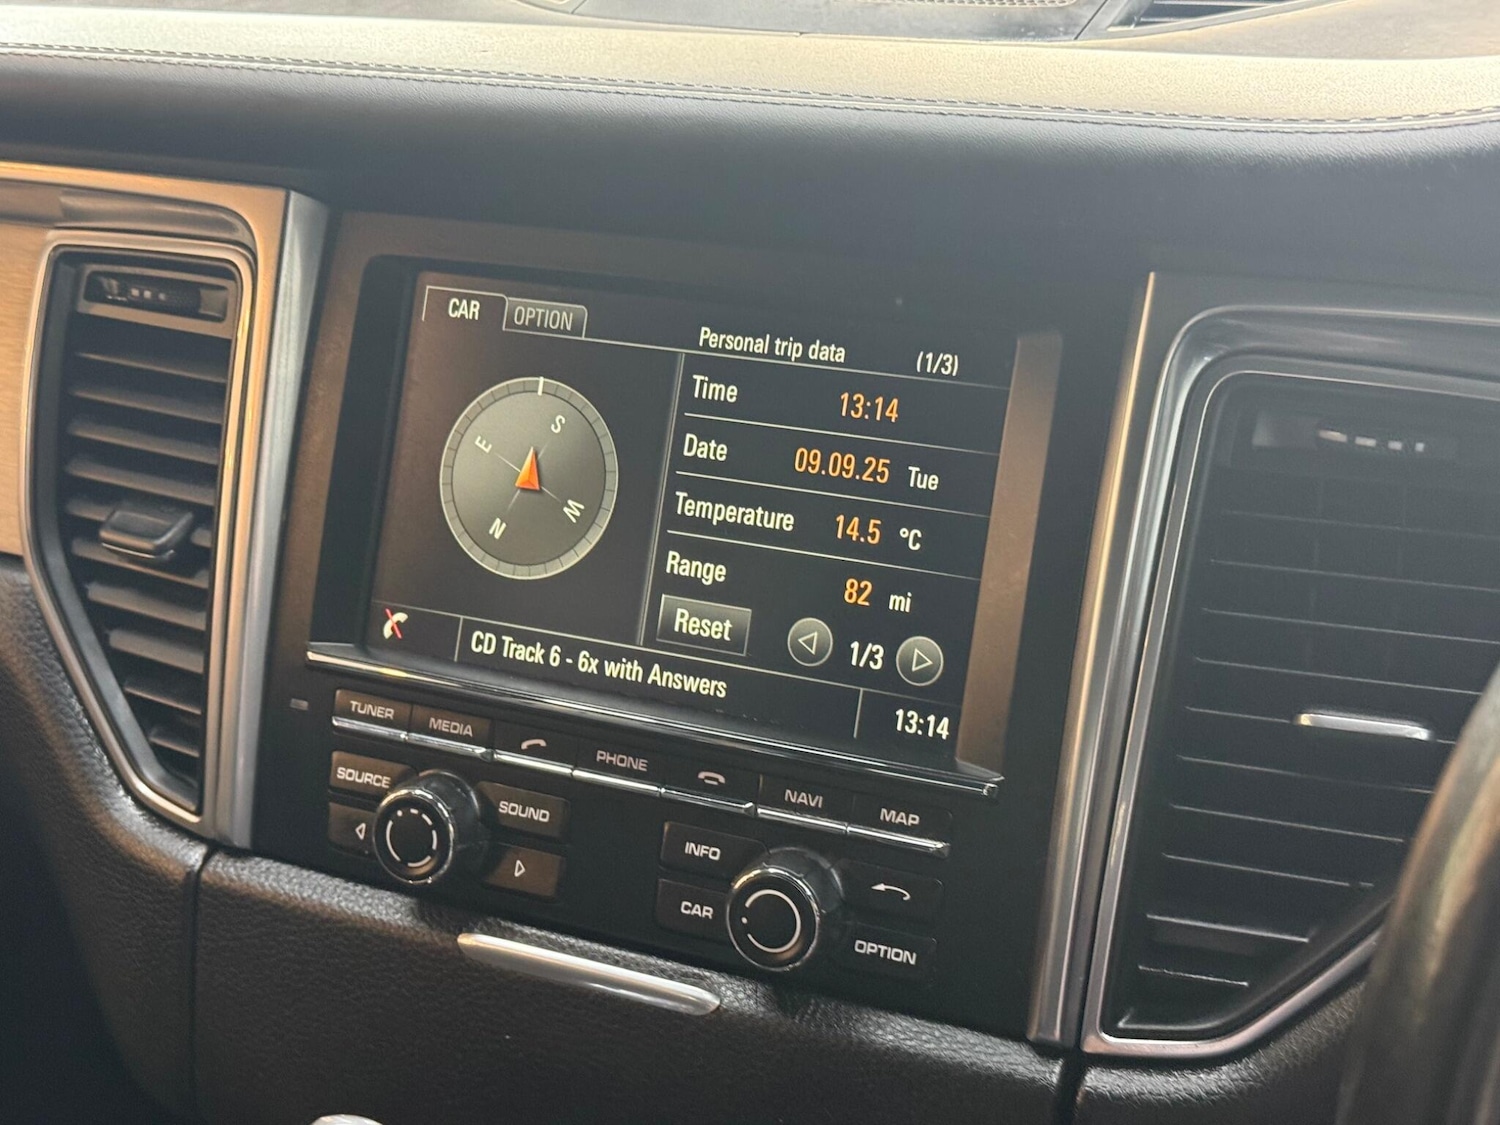 CAR OPTION
Personal trip data (1/3)
Time 13:14
Date 09.09.25 Tue
Temperature 14.5 °C
Range 82 mi
Reset 1/3
S
E
W
N
CD Track 6 - 6x with Answers
13:14
TUNER MEDIA PHONE NAVI MAP
SOURCE SOUND
INFO
CAR OPTION